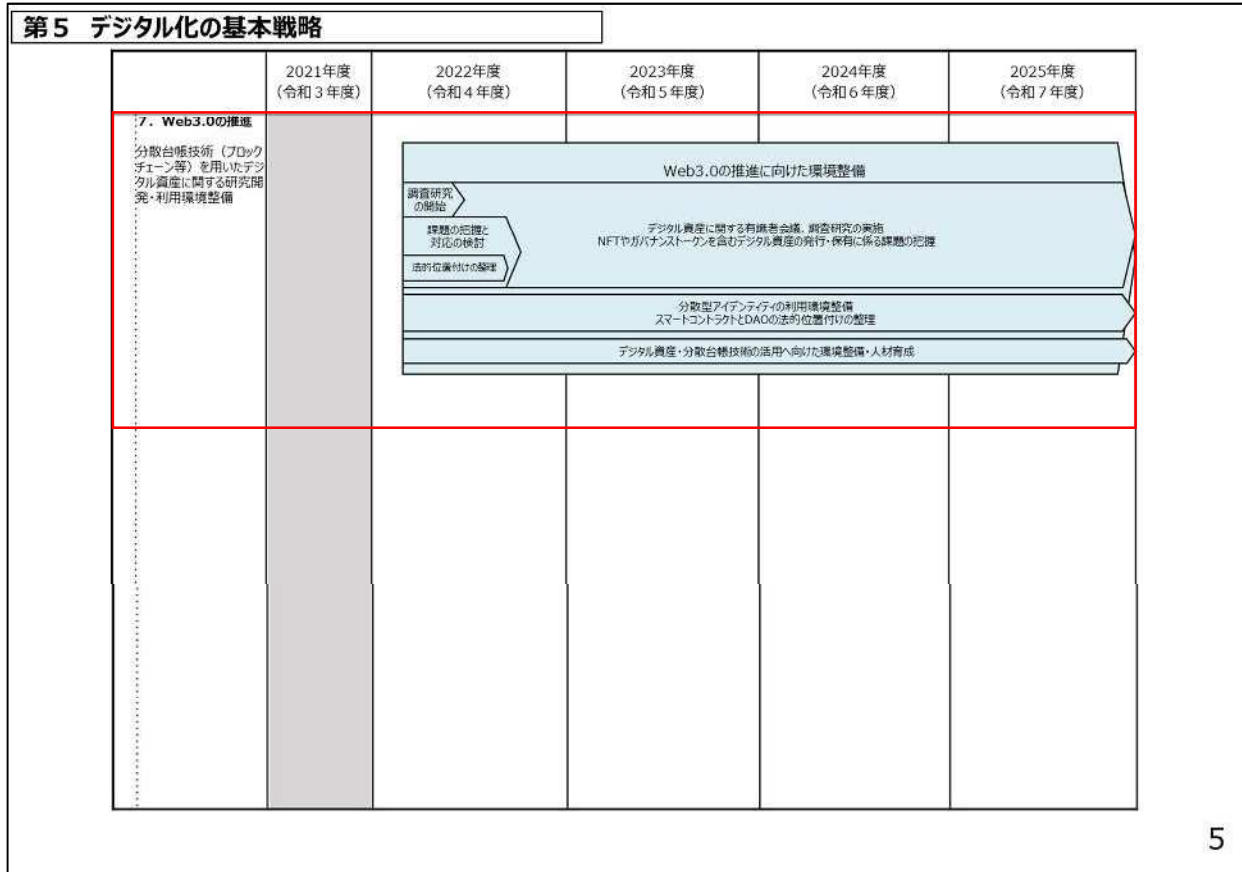 第５ デジタル化の基本戦略
2021年度
(令和３年度)
2022年度
(令和４年度)
2023年度
(令和５年度)
2024年度
(令和６年度)
2025年度
(令和７年度)
7．Web3.0の推進
分散台帳技術（ブロック
チェーン等）を用いたデジ
タル資産に関する研究開
発・利用環境整備
Web3.0の推進に向けた環境整備
調査研究
の開始
課題の把握と
対応の検討
法的位置付けの整理
デジタル資産に関する有識者会議、調査研究の実施
NFTやガバナンストークンを含むデジタル資産の発行・保有に係る課題の把握
分散型アイデンティティの利用環境整備
スマートコントラクトとDAOの法的位置付けの整理
デジタル資産・分散台帳技術の活用へ向けた環境整備・人材育成
5